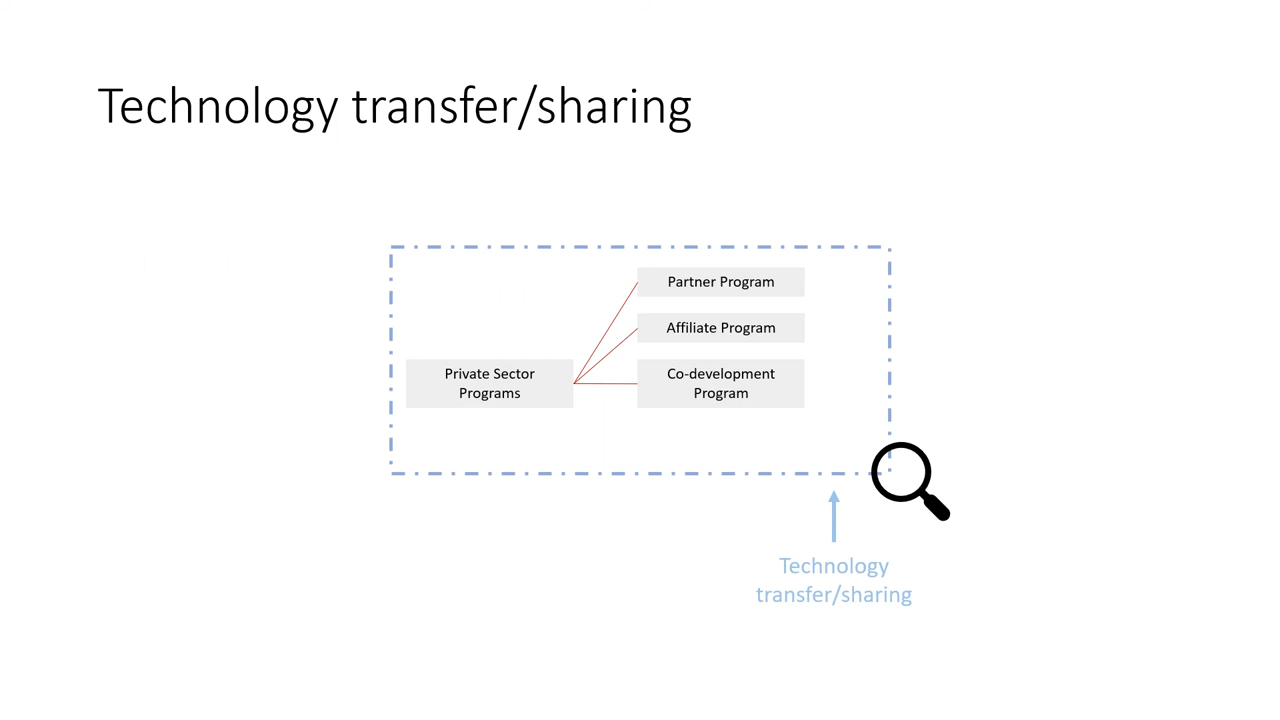 Technology transfer/sharing
Partner Program
Affiliate Program
Private Sector
Programs
Co-development
Program
Technology
transfer/sharing